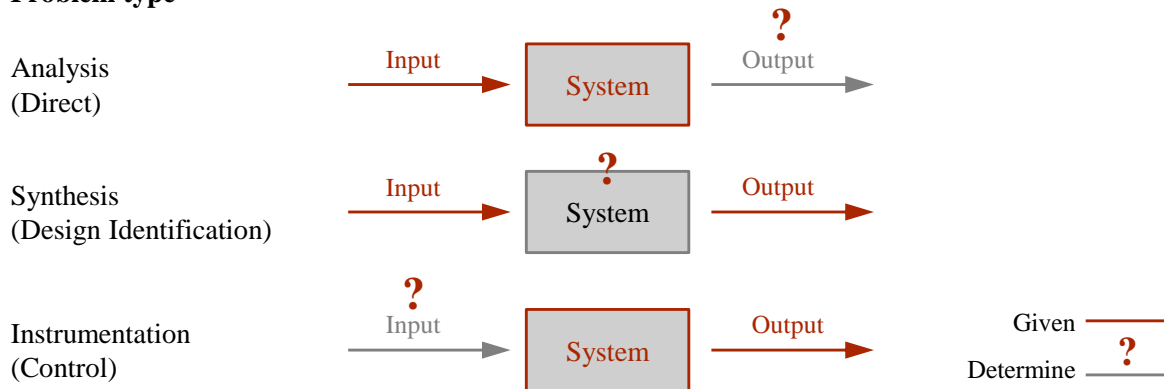 Problem type
?
Analysis
(Direct)
Input
System
Output
?
Synthesis
(Design Identification)
Input
System
Output
?
Instrumentation
(Control)
Input
System
Output
Given
Determine
?